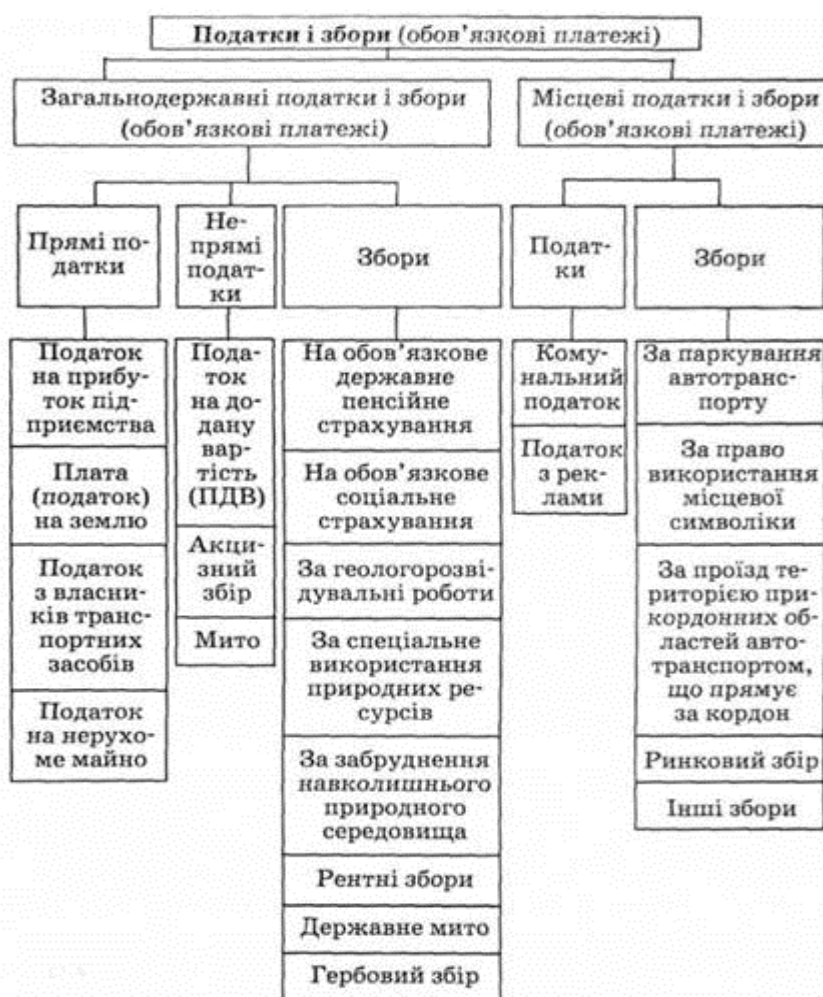 Податки і збори (обов’язкові платежі)
Загальнодержавні податки і збори
(обов’язкові платежі)
Місцеві податки і збори
(обов’язкові платежі)
Прямі по-
датки
Не-
прямі
подат-
ки
Збори
Подат-
ки
Збори
Податок
на прибу-
ток під-
приємства
Плата
(податок)
на землю
Податок
з власни-
ків транс-
портних
засобів
Податок
на нерухо-
ме майно
Пода-
ток
на до-
дану
вар-
тість
(ПДВ)
Акци-
зний
збір
Мито
На обов’язкове
державне
пенсійне
страхування
На обов’язкове
соціальне
страхування
За геологорозві-
дувальні роботи
За спеціальне
використання
природних ре-
сурсів
За забруднення
навколишнього
природного
середовища
Рентні збори
Державне мито
Гербовий збір
Кому-
нальний
податок
Податок
з рек-
лами
За паркування
автотранс-
порту
За право
використання
місцевої
символіки
За проїзд те-
риторією при-
кордонних об-
ластей авто-
транспортом,
що прямує
за кордон
Ринковий збір
Інші збори